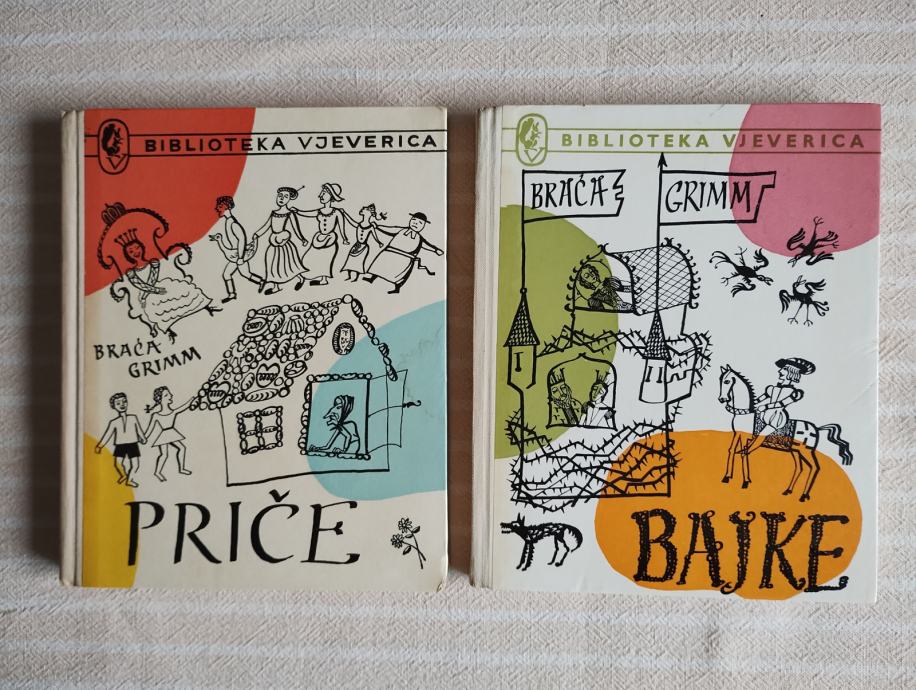 BIBLIOTEKA VJEVERICA
BRAĆA
GRIMM
PRIČE
BIBLIOTEKA VJEVERICA
BRAĆA GRIMM
BAJKE